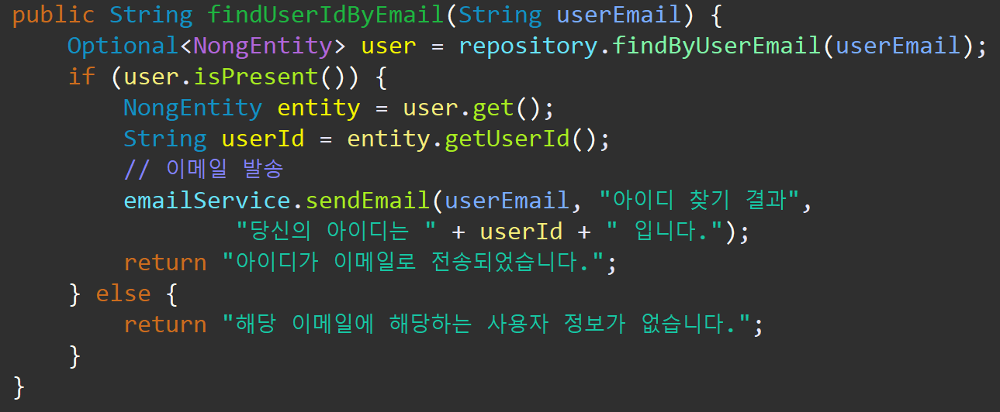 public String findUserIdByEmail(String userEmail) {
    Optional<NongEntity> user = repository.findByUserEmail(userEmail);
    if (user.isPresent()) {
        NongEntity entity = user.get();
        String userId = entity.getUserId();
        // 이메일 발송
        emailService.sendEmail(userEmail, "아이디 찾기 결과",
                "당신의 아이디는 " + userId + " 입니다.");
        return "아이디가 이메일로 전송되었습니다.";
    } else {
        return "해당 이메일에 해당하는 사용자 정보가 없습니다.";
    }
}